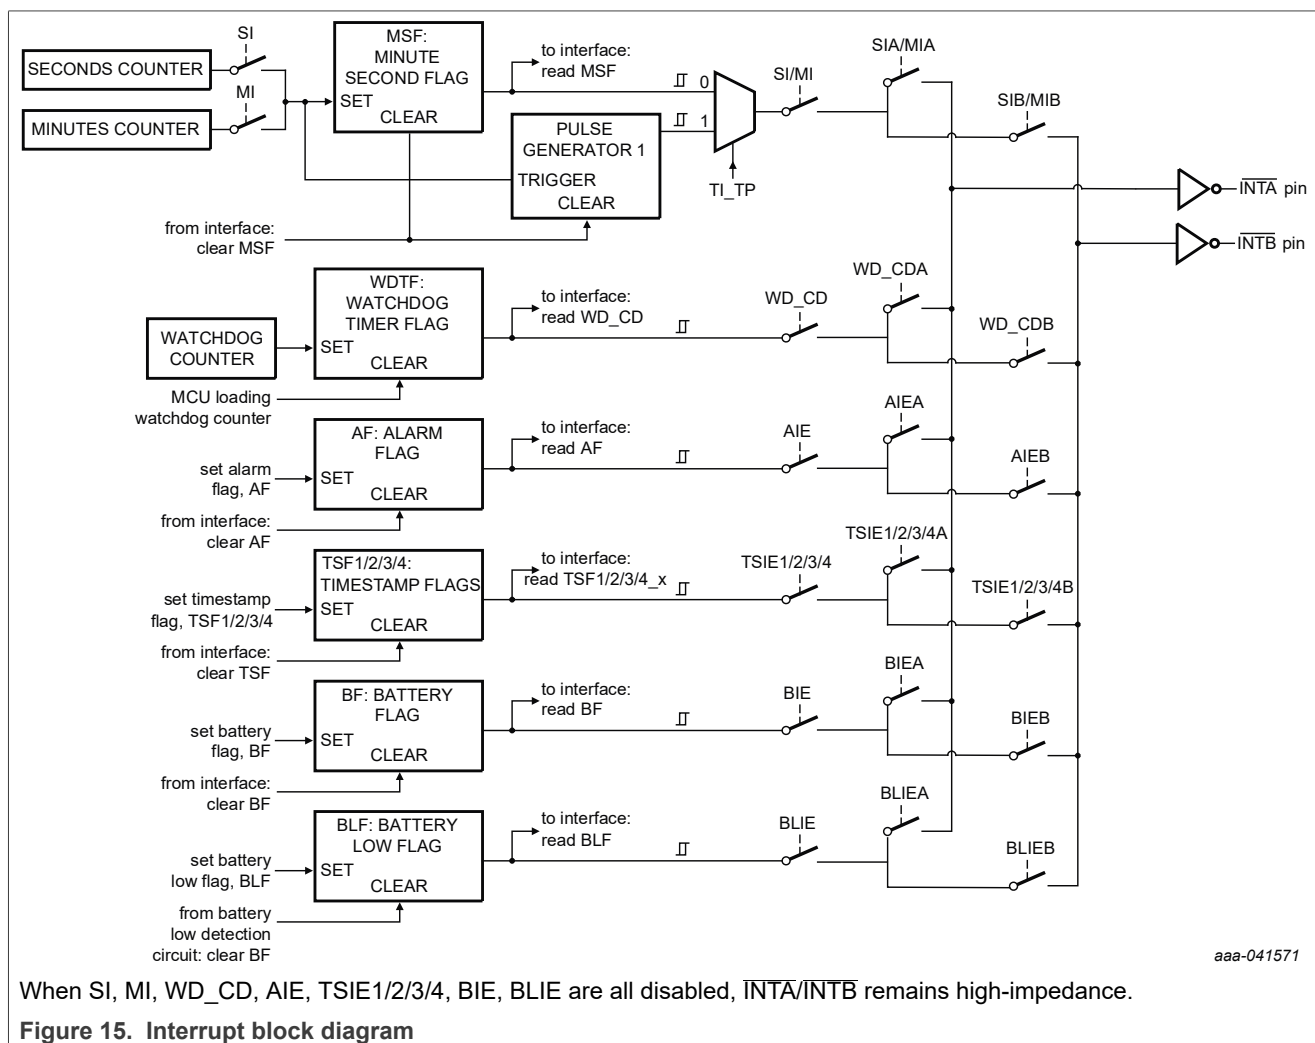 SI
SECONDS COUNTER
MI
MINUTES COUNTER
MSF:
MINUTE
SECOND FLAG
SET
CLEAR
to interface:
read MSF
PULSE
GENERATOR 1
TRIGGER
CLEAR
from interface:
clear MSF
0
1
TI_TP
SI/MI
SIA/MIA
SIB/MIB
INTA pin
INTB pin
WATCHDOG
COUNTER
WDTF:
WATCHDOG
TIMER FLAG
SET
CLEAR
MCU loading
watchdog counter
to interface:
read WD_CD
WD_CD
WD_CDA
WD_CDB
AF: ALARM
FLAG
SET
CLEAR
set alarm
flag, AF
from interface:
clear AF
to interface:
read AF
AIE
AIEA
AIEB
TSF1/2/3/4:
TIMESTAMP FLAGS
SET
CLEAR
set timestamp
flag, TSF1/2/3/4
from interface:
clear TSF
to interface:
read TSF1/2/3/4_x
TSIE1/2/3/4
TSIE1/2/3/4A
TSIE1/2/3/4B
BF: BATTERY
FLAG
SET
CLEAR
set battery
flag, BF
from interface:
clear BF
to interface:
read BF
BIE
BIEA
BIEB
BLF: BATTERY
LOW FLAG
SET
CLEAR
set battery
low flag, BLF
from battery
low detection
circuit: clear BF
to interface:
read BLF
BLIE
BLIEA
BLIEB
aaa-041571
When SI, MI, WD_CD, AIE, TSIE1/2/3/4, BIE, BLIE are all disabled, INTA/INTB remains high-impedance.
Figure 15. Interrupt block diagram